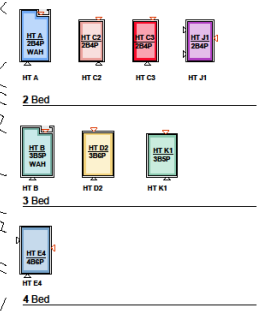 HT A
2B4P
WAH
HT C2
2B4P
HT C3
2B4P
HT J1
2B4P
HT A
HT C2
HT C3
HT J1
2 Bed
HT B
3B5P
WAH
HT D2
3B6P
HT K1
3B5P
HT B
HT D2
HT K1
3 Bed
HT E4
4B6P
HT E4
4 Bed